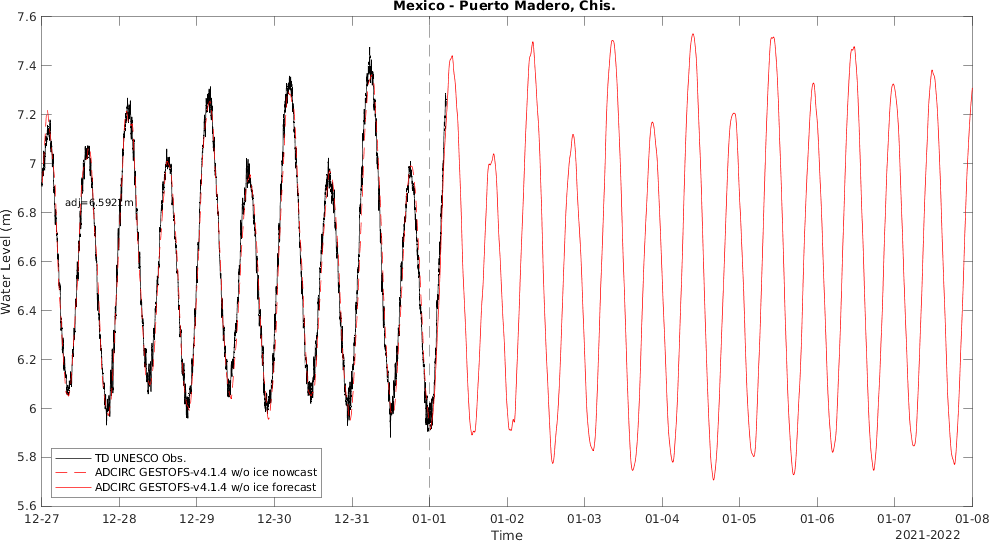 Mexico - Puerto Madero, Chis.
7.6
7.4
7.2
7
6.8
6.6
6.4
6.2
6
5.8
5.6
Water Level (m)
adj=6.5921m
TD UNESCO Obs.
ADCIRC GESTOFS-v4.1.4 w/o ice nowcast
ADCIRC GESTOFS-v4.1.4 w/o ice forecast
12-27 12-28 12-29 12-30 12-31 01-01 01-02 01-03 01-04 01-05 01-06 01-07 01-08
Time
2021-2022